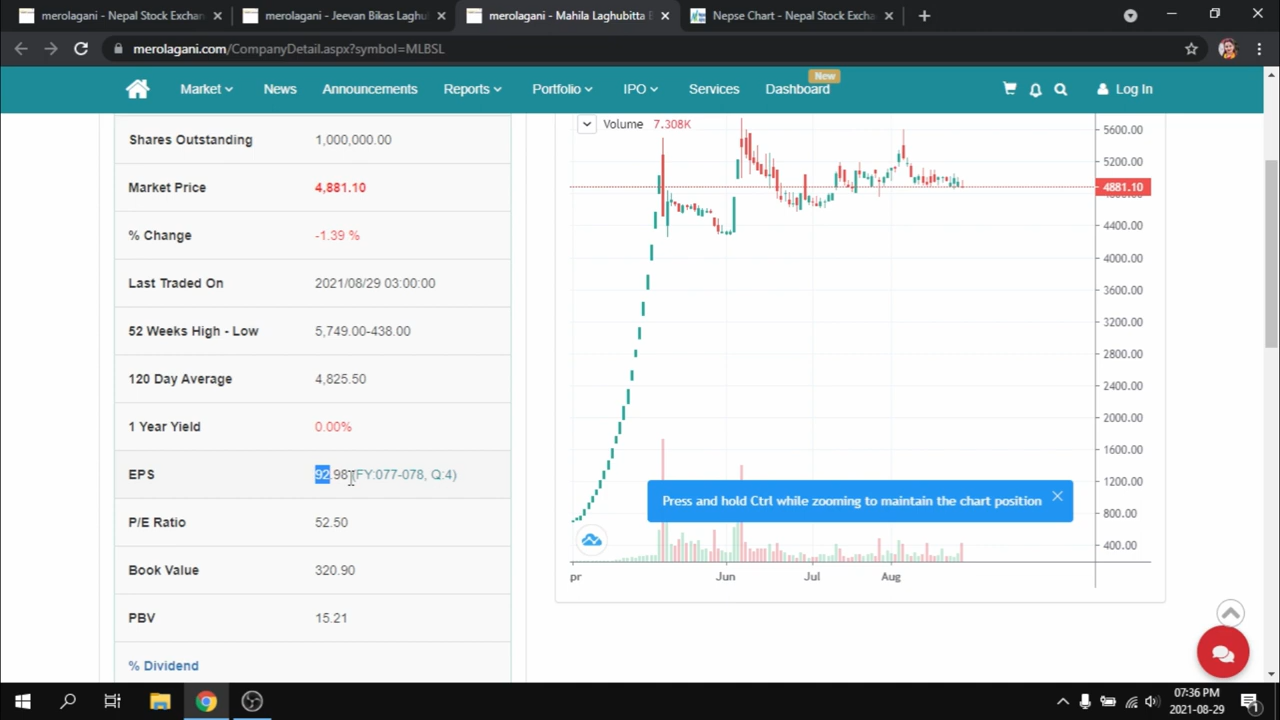 merolagani - Nepal Stock Exchan
merolagani - Jeevan Bikas Laghu
merolagani - Mahila Laghubitta B
Nepse Chart - Nepal Stock Excha
merolagani.com/CompanyDetail.aspx?symbol=MLBSL
Market
News
Announcements
Reports
Portfolio
IPO
Services
Dashboard
New
Log In
Shares Outstanding 1,000,000.00
Market Price 4,881.10
% Change -1.39 %
Last Traded On 2021/08/29 03:00:00
52 Weeks High - Low 5,749.00-438.00
120 Day Average 4,825.50
1 Year Yield 0.00%
EPS 92.98 (FY:077-078, Q:4)
P/E Ratio 52.50
Book Value 320.90
PBV 15.21
% Dividend
Volume 7.308K
5600.00
5200.00
4881.10
4400.00
4000.00
3600.00
3200.00
2800.00
2400.00
2000.00
1600.00
1200.00
800.00
400.00
Press and hold Ctrl while zooming to maintain the chart position
pr Jun Jul Aug
07:36 PM
2021-08-29
1